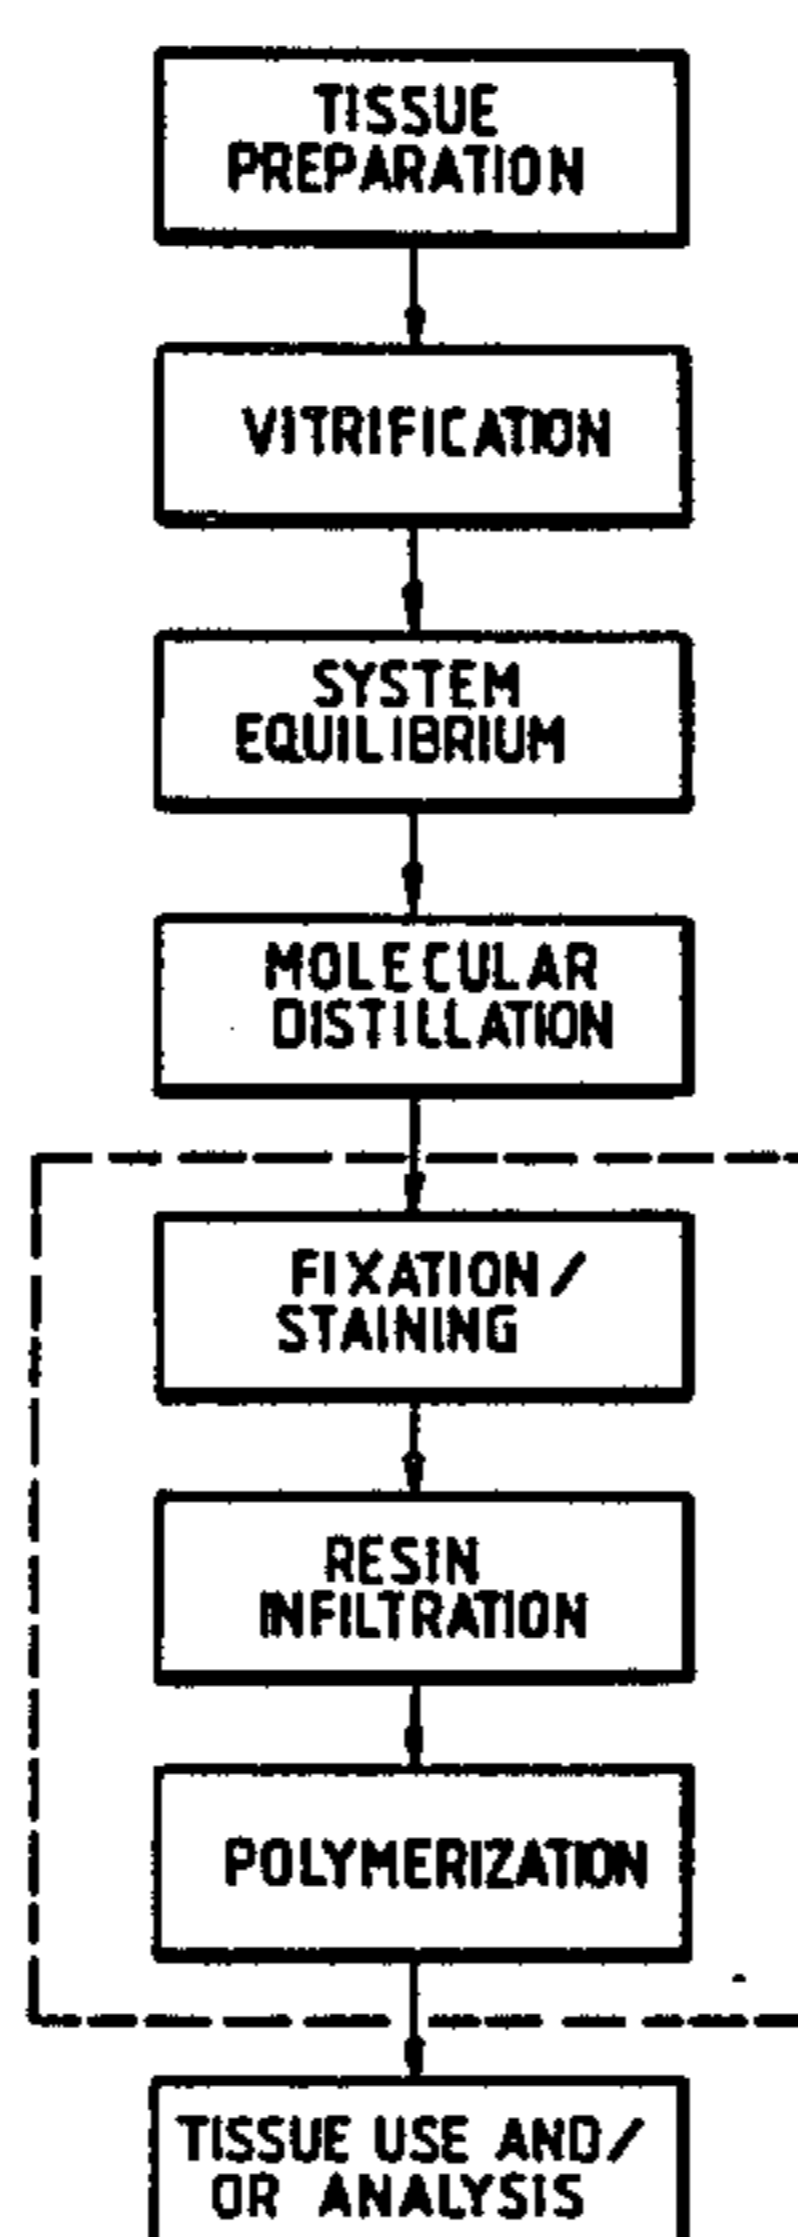 TISSUE
PREPARATION
VITRIFICATION
SYSTEM
EQUILIBRIUM
MOLECULAR
DISTILLATION
FIXATION/
STAINING
RESIN
INFILTRATION
POLYMERIZATION
TISSUE USE AND/
OR ANALYSIS